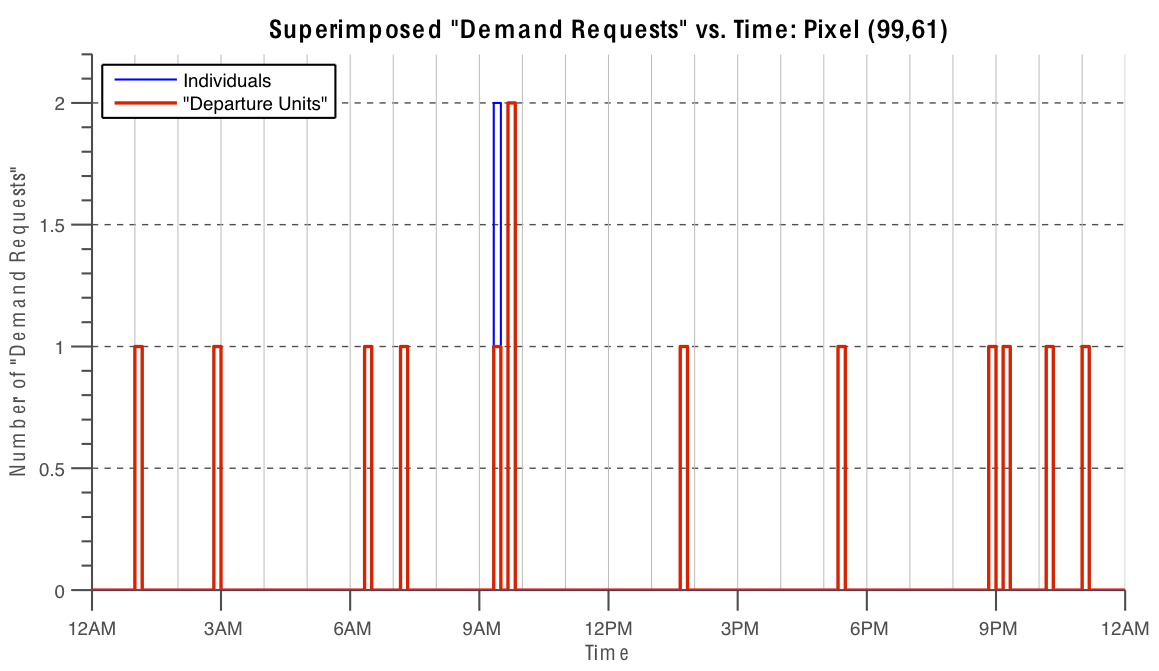 Superimposed "Demand Requests" vs. Time: Pixel (99,61)
Individuals
"Departure Units"
Number of "Demand Requests"
2
1.5
1
0.5
0
12AM 3AM 6AM 9AM 12PM 3PM 6PM 9PM 12AM
Time